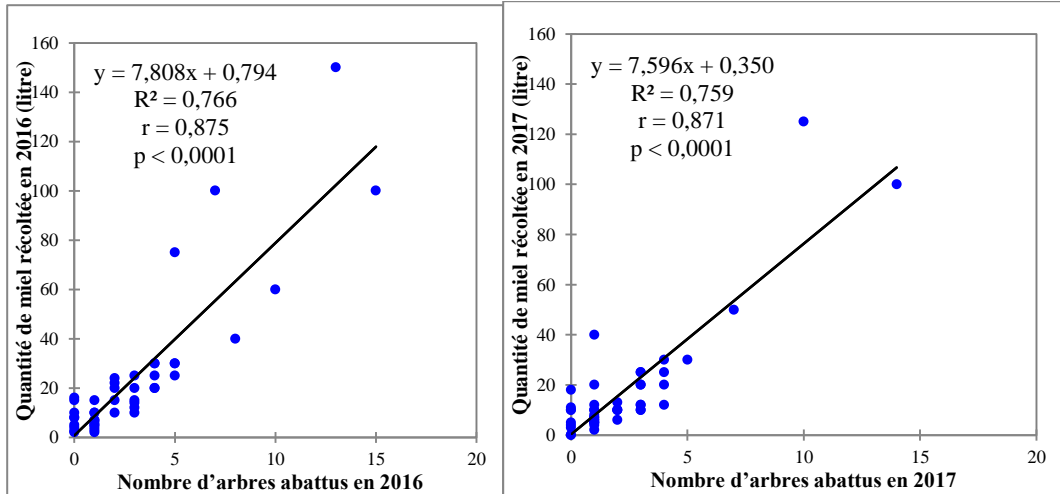 Quantité de miel récoltée en 2016 (litre)
160
140
120
100
80
60
40
20
0
y = 7,808x + 0,794
R² = 0,766
r = 0,875
p < 0,0001
0 5 10 15 20
Nombre d'arbres abattus en 2016
Quantité de miel récoltée en 2017 (litre)
160
140
120
100
80
60
40
20
0
y = 7,596x + 0,350
R² = 0,759
r = 0,871
p < 0,0001
0 5 10 15 20
Nombre d'arbres abattus en 2017